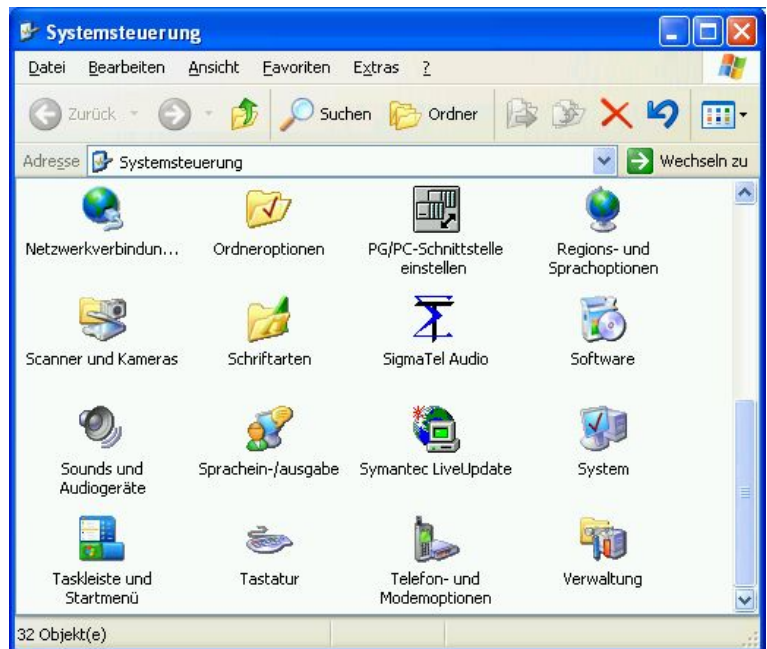 Systemsteuerung
Datei Bearbeiten Ansicht Favoriten Extras ?
Zurück Suchen Ordner
Adresse Systemsteuerung Wechseln zu
Netzwerkverbindun... Ordneroptionen PG/PC-Schnittstelle einstellen Regions- und Sprachoptionen
Scanner und Kameras Schriftarten SigmaTel Audio Software
Sounds und Audiogeräte Sprachein-/ausgabe Symantec LiveUpdate System
Taskleiste und Startmenü Tastatur Telefon- und Modemoptionen Verwaltung
32 Objekt(e)